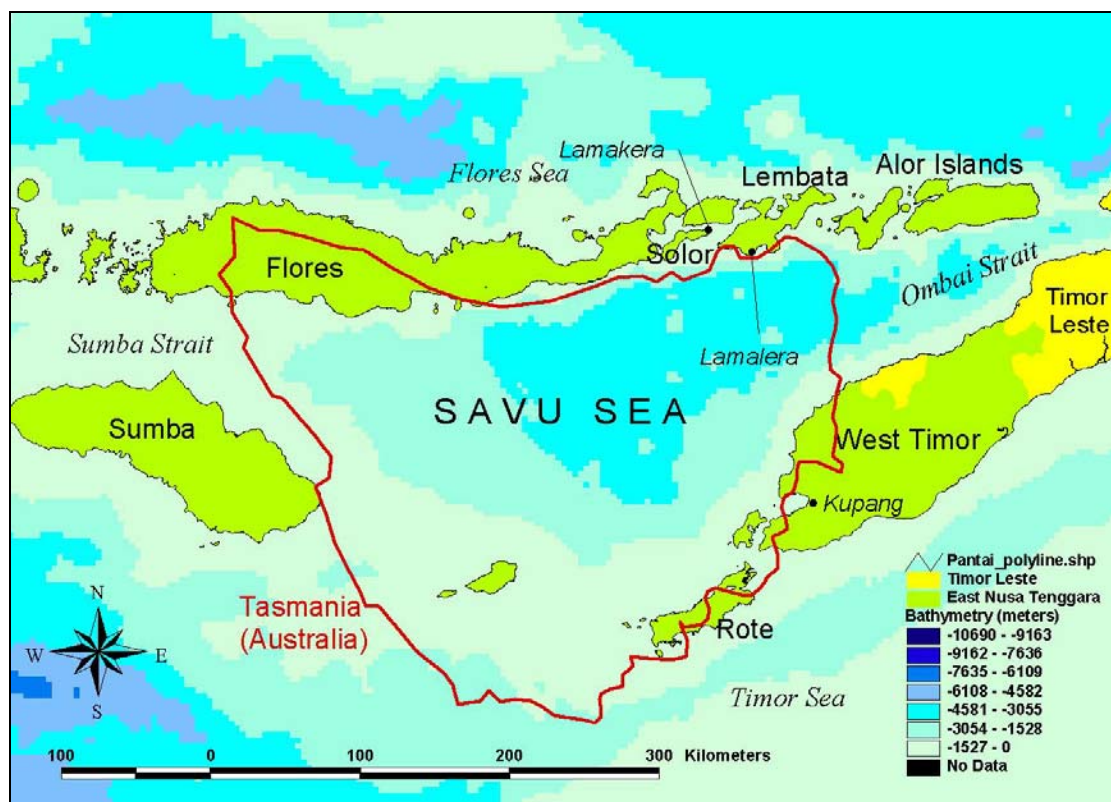 Lamakera
Flores Sea
Lembata
Alor Islands
Solor
Flores
Ombai Strait
Timor
Leste
Sumba Strait
Lamalera
SAVU SEA
Sumba
West Timor
Kupang
Tasmania
(Australia)
Rote
Timor Sea
N
W
E
S
100
0
100
200
300
Kilometers
Pantai_polyline.shp
Timor Leste
East Nusa Tenggara
Bathymetry (meters)
-10690 - -9163
-9162 - -7636
-7635 - -6109
-6108 - -4582
-4581 - -3055
-3054 - -1528
-1527 - 0
No Data